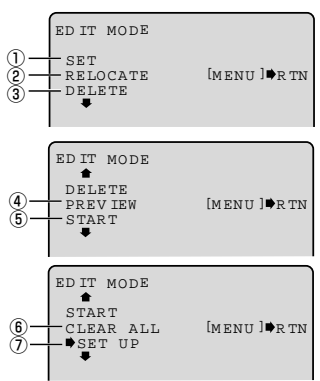 EDIT MODE
① SET
② RELOCATE [MENU]➡RTN
③ DELETE
⬇
EDIT MODE
⬆
DELETE
④ PREVIEW [MENU]➡RTN
⑤ START
⬇
EDIT MODE
⬆
START
⑥ CLEAR ALL [MENU]➡RTN
⑦ ➡SET UP
⬇